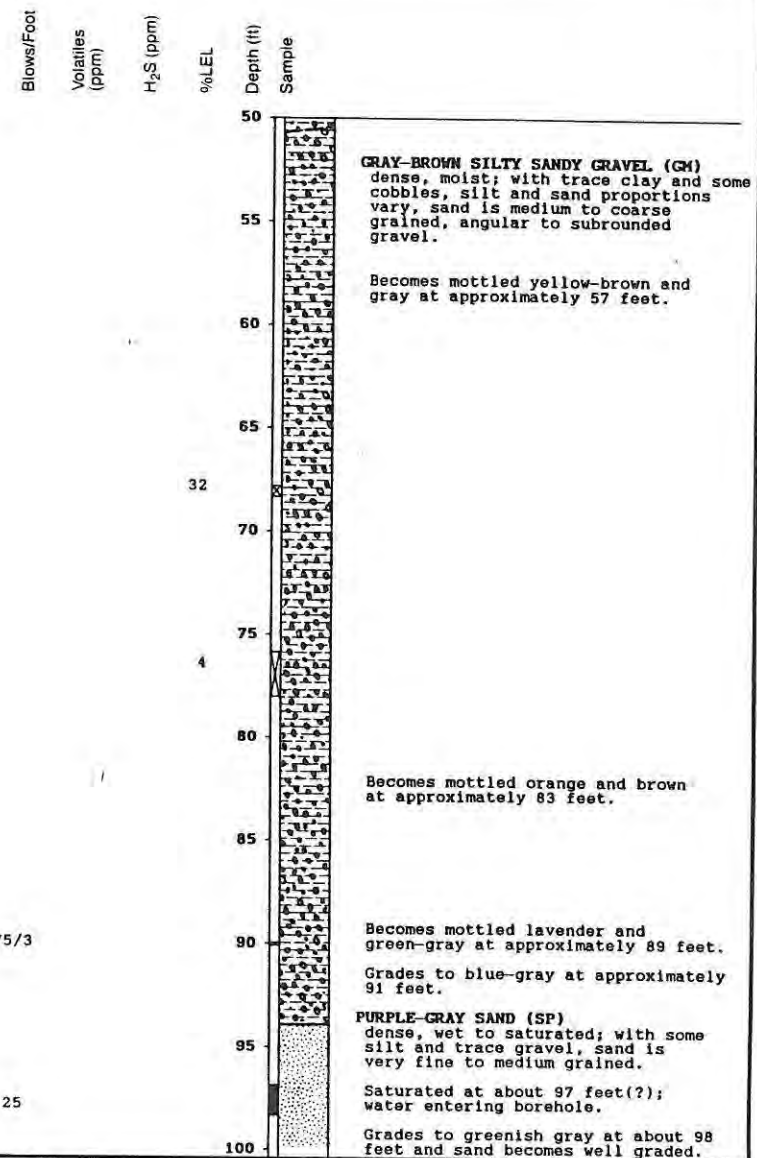 Blows/Foot
Volatiles
(ppm)
H2S (ppm)
%LEL
Depth (ft)
Sample
50
GRAY-BROWN SILTY SANDY GRAVEL (GM)
dense, moist; with trace clay and some
cobbles, silt and sand proportions
vary, sand is medium to coarse
grained, angular to subrounded
gravel.
55
Becomes mottled yellow-brown and
gray at approximately 57 feet.
60
65
32
70
75
4
80
Becomes mottled orange and brown
at approximately 83 feet.
85
/5/3
90
Becomes mottled lavender and
green-gray at approximately 89 feet.
Grades to blue-gray at approximately
91 feet.
PURPLE-GRAY SAND (SP)
dense, wet to saturated; with some
silt and trace gravel, sand is
very fine to medium grained.
95
Saturated at about 97 feet(?);
water entering borehole.
25
Grades to greenish gray at about 98
feet and sand becomes well graded.
100